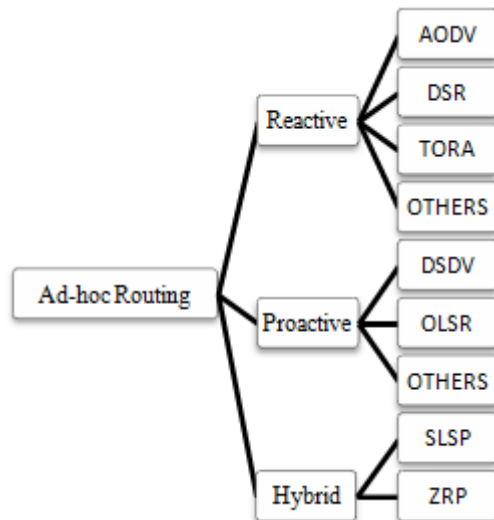 Ad-hoc Routing
Reactive
AODV
DSR
TORA
OTHERS
Proactive
DSDV
OLSR
OTHERS
Hybrid
SLSP
ZRP